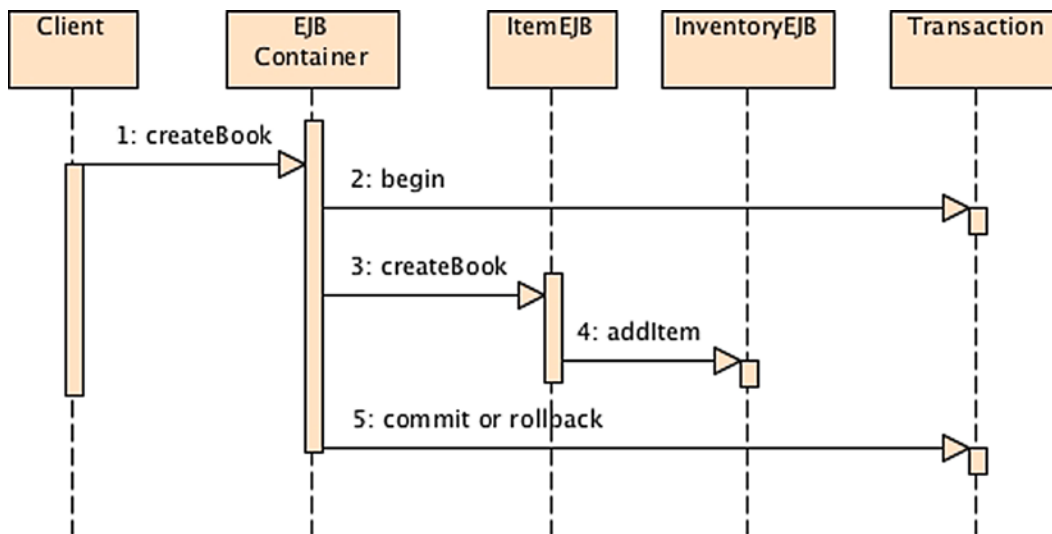 Client
EJB
Container
ItemEJB
InventoryEJB
Transaction
1: createBook
2: begin
3: createBook
4: addItem
5: commit or rollback